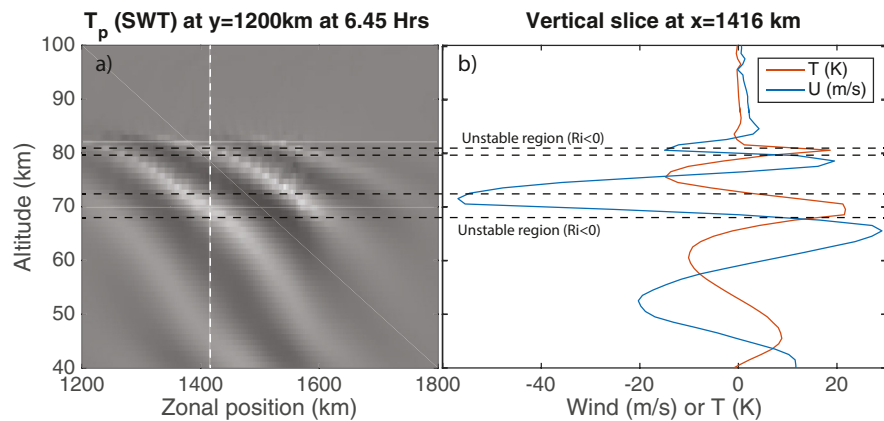 T_p (SWT) at y=1200km at 6.45 Hrs
Vertical slice at x=1416 km
a)
b)
T (K)
U (m/s)
Unstable region (Ri<0)
Unstable region (Ri<0)
Altitude (km)
100
90
80
70
60
50
40
1200
1400
1600
1800
-40
-20
0
20
Zonal position (km)
Wind (m/s) or T (K)